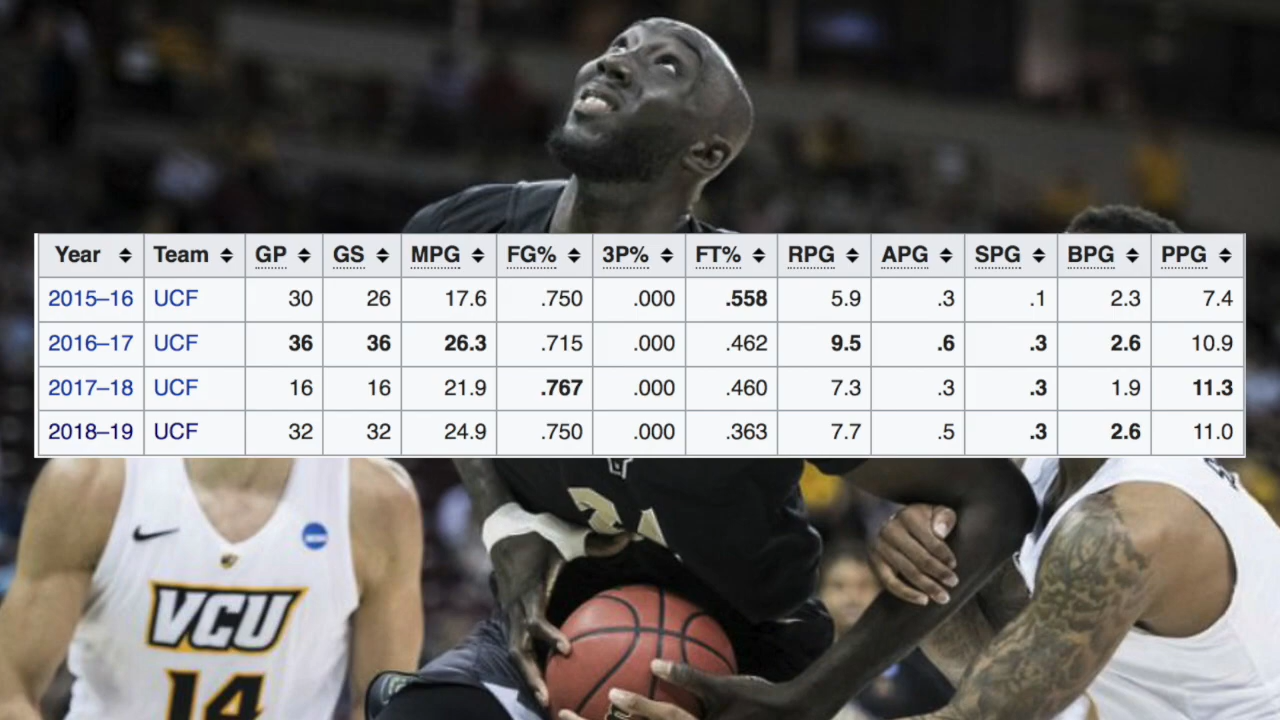 Year Team GP GS MPG FG% 3P% FT% RPG APG SPG BPG PPG
2015–16 UCF 30 26 17.6 .750 .000 .558 5.9 .3 .1 2.3 7.4
2016–17 UCF 36 36 26.3 .715 .000 .462 9.5 .6 .3 2.6 10.9
2017–18 UCF 16 16 21.9 .767 .000 .460 7.3 .3 .3 1.9 11.3
2018–19 UCF 32 32 24.9 .750 .000 .363 7.7 .5 .3 2.6 11.0
VCU
14